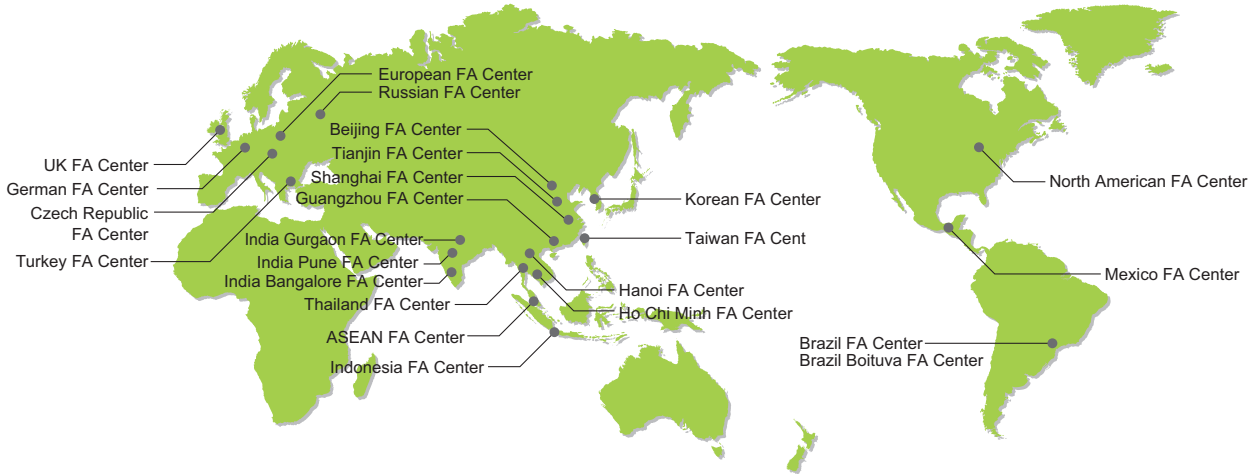 European FA Center
Russian FA Center
Beijing FA Center
Tianjin FA Center
UK FA Center
Shanghai FA Center
German FA Center
Guangzhou FA Center
Korean FA Center
North American FA Center
Czech Republic
FA Center
India Gurgaon FA Center
Taiwan FA Cent
Turkey FA Center
India Pune FA Center
India Bangalore FA Center
Mexico FA Center
Thailand FA Center
Hanoi FA Center
Ho Chi Minh FA Center
ASEAN FA Center
Brazil FA Center
Brazil Boituva FA Center
Indonesia FA Center